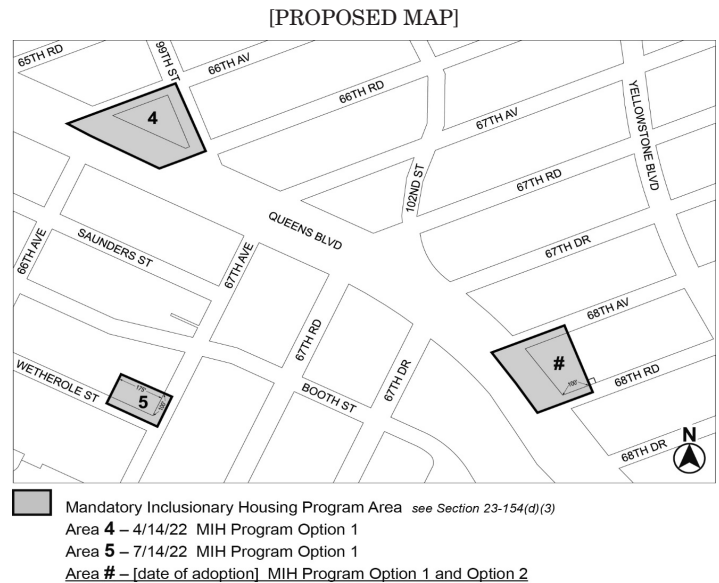 [PROPOSED MAP]
65TH RD
99TH ST
66TH AV
66TH RD
4
67TH AV
YELLOWSTONE BLVD
102ND ST
67TH RD
QUEENS BLVD
67TH DR
66TH AVE
SAUNDERS ST
67TH AVE
68TH AV
67TH RD
#
100'
68TH RD
WETHEROLE ST
175'
100'
5
BOOTH ST
67TH DR
68TH DR
N
Mandatory Inclusionary Housing Program Area see Section 23-154(d)(3)
Area 4 – 4/14/22 MIH Program Option 1
Area 5 – 7/14/22 MIH Program Option 1
Area # – [date of adoption] MIH Program Option 1 and Option 2